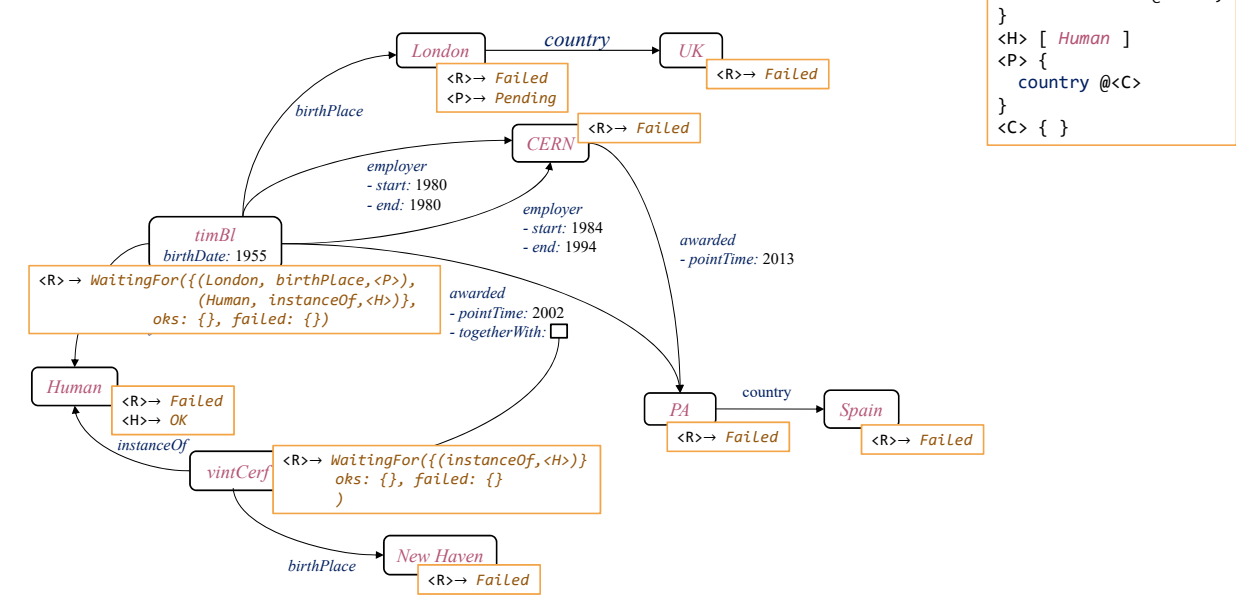 }
<H> [ Human ]
<P> {
country @<C>
}
<C> { }
London
country
UK
<R>→ Failed
<P>→ Pending
<R>→ Failed
birthPlace
CERN
<R>→ Failed
employer
- start: 1980
- end: 1980
employer
- start: 1984
- end: 1994
timBl
birthDate: 1955
awarded
- pointTime: 2013
<R> → WaitingFor({(London, birthPlace,<P>),
(Human, instanceOf,<H>)},
oks: {}, failed: {})
awarded
- pointTime: 2002
- togetherWith:
Human
<R>→ Failed
<H>→ OK
instanceOf
PA
country
Spain
<R>→ Failed
<R>→ Failed
vintCerf
<R>→ WaitingFor({(instanceOf,<H>)}
oks: {}, failed: {}
)
birthPlace
New Haven
<R>→ Failed